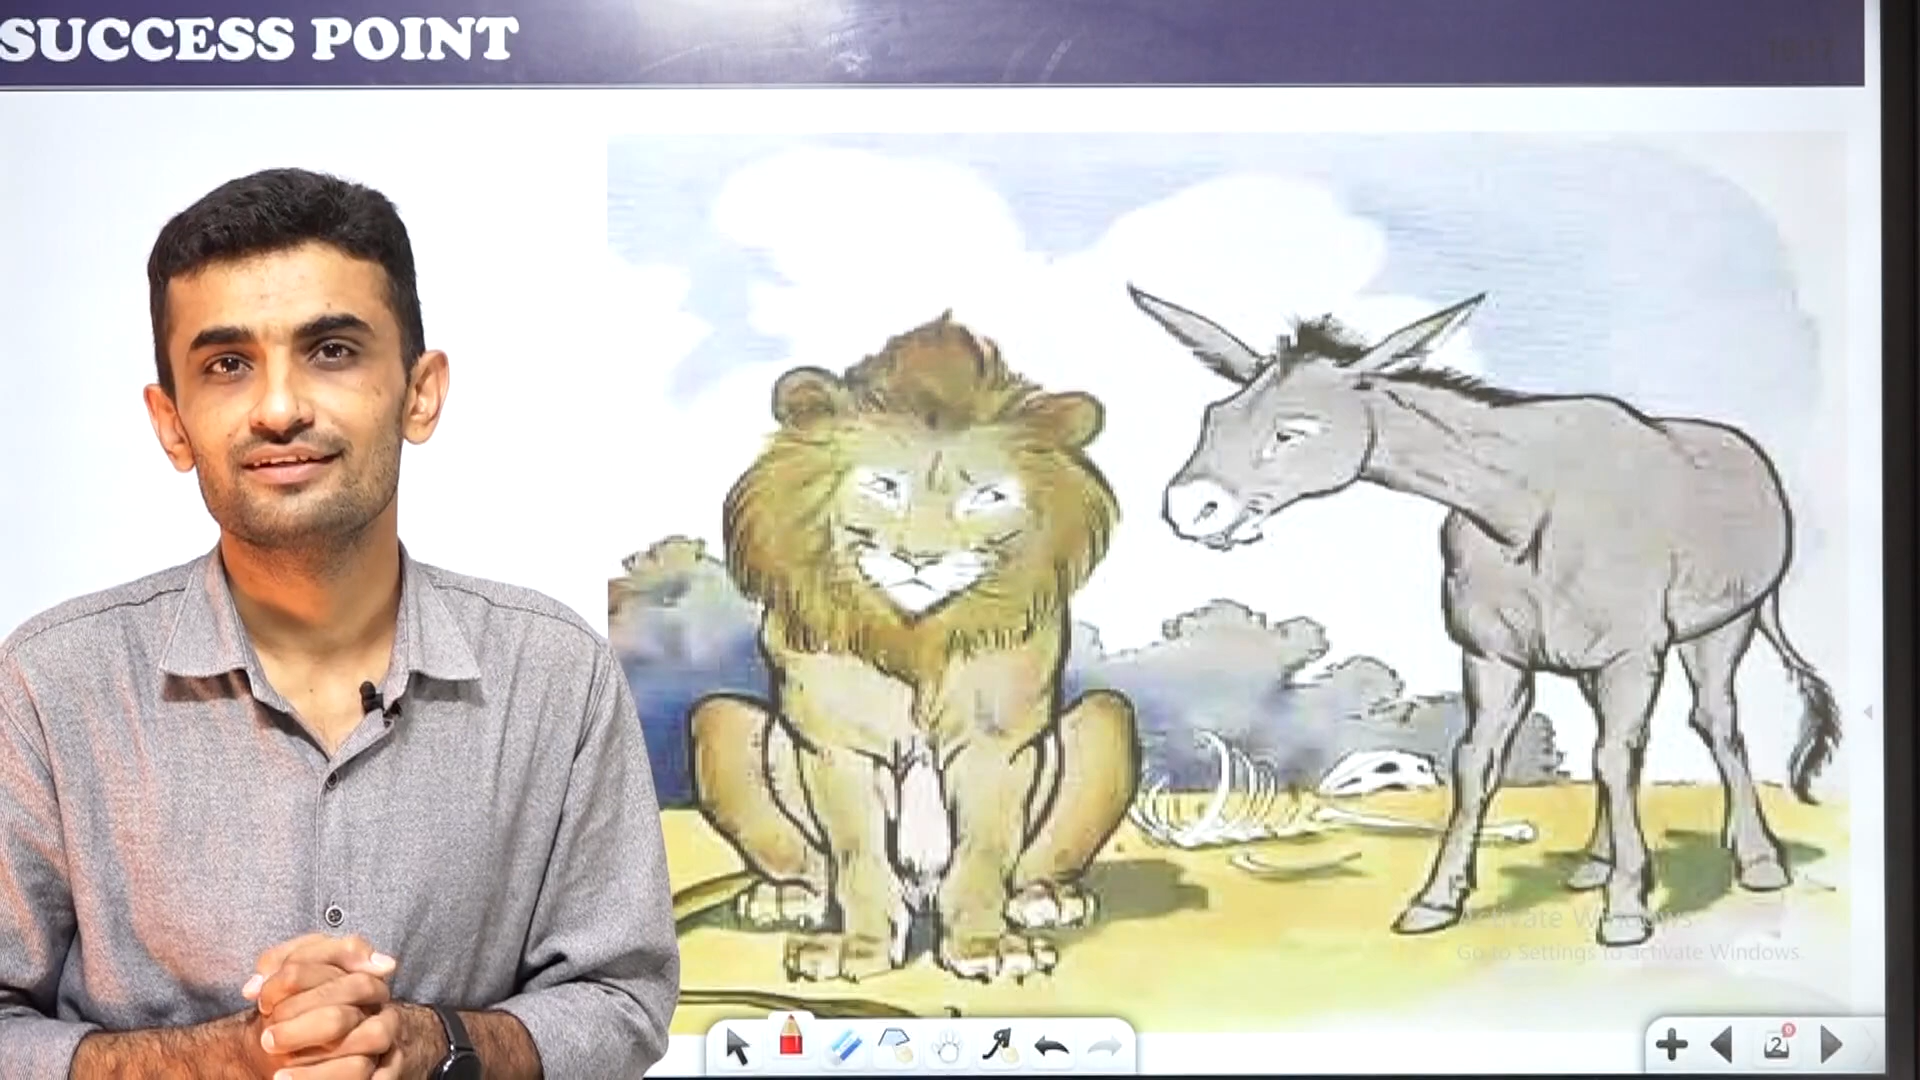 SUCCESS POINT
Activate Windows
Go to Settings to activate Windows.
2